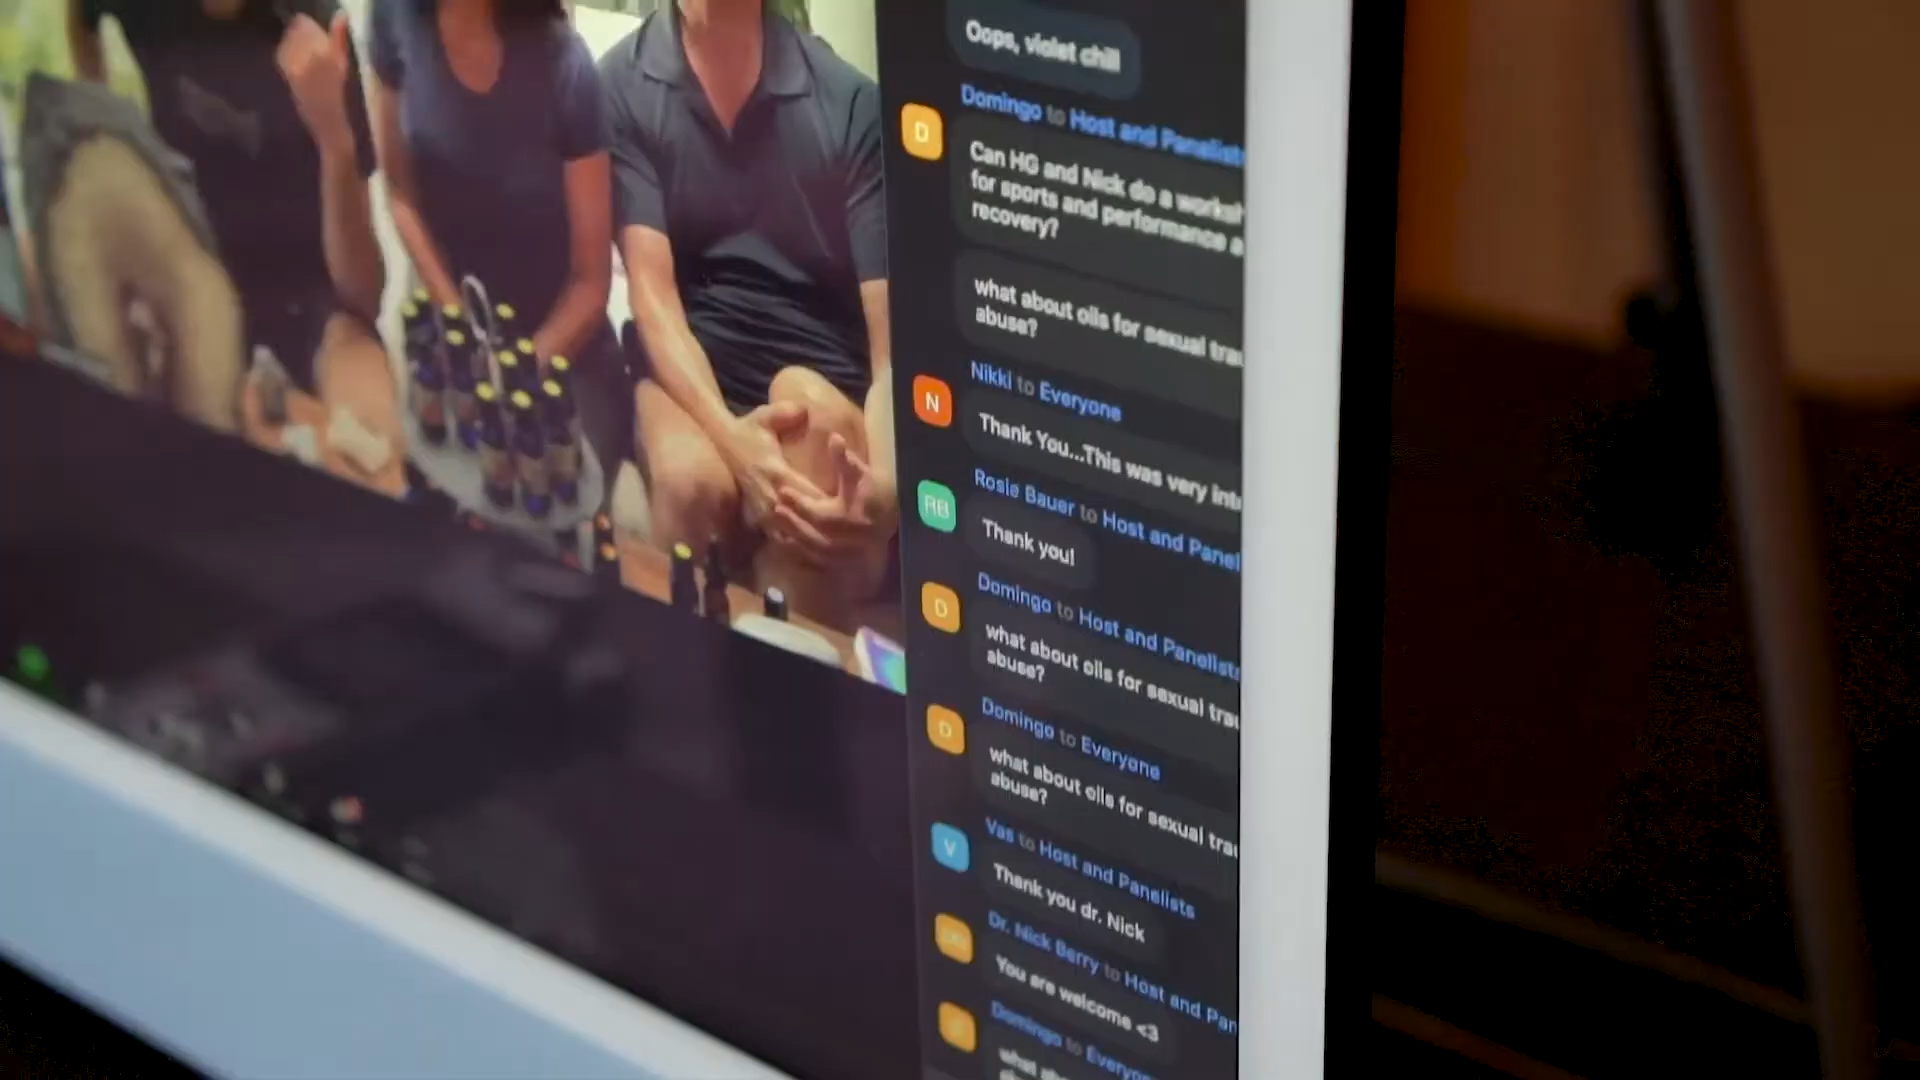 Oops, violet chill
Domingo to Host and Panelists
D
Can HG and Nick do a
for sports and performance
recovery?
what about oils for sexual
abuse?
Nikki to Everyone
N
Thank You...This was very
Rosie Bauer to Host and
RB
Thank you!
Domingo to Host and Panelists
D
what about oils for sexual
abuse?
Domingo to Everyone
D
what about oils for sexual
abuse?
Vas to Host and Panelists
V
Thank you dr. Nick
Dr. Nick Berry to Host and
You are welcome <3
Domingo to
what